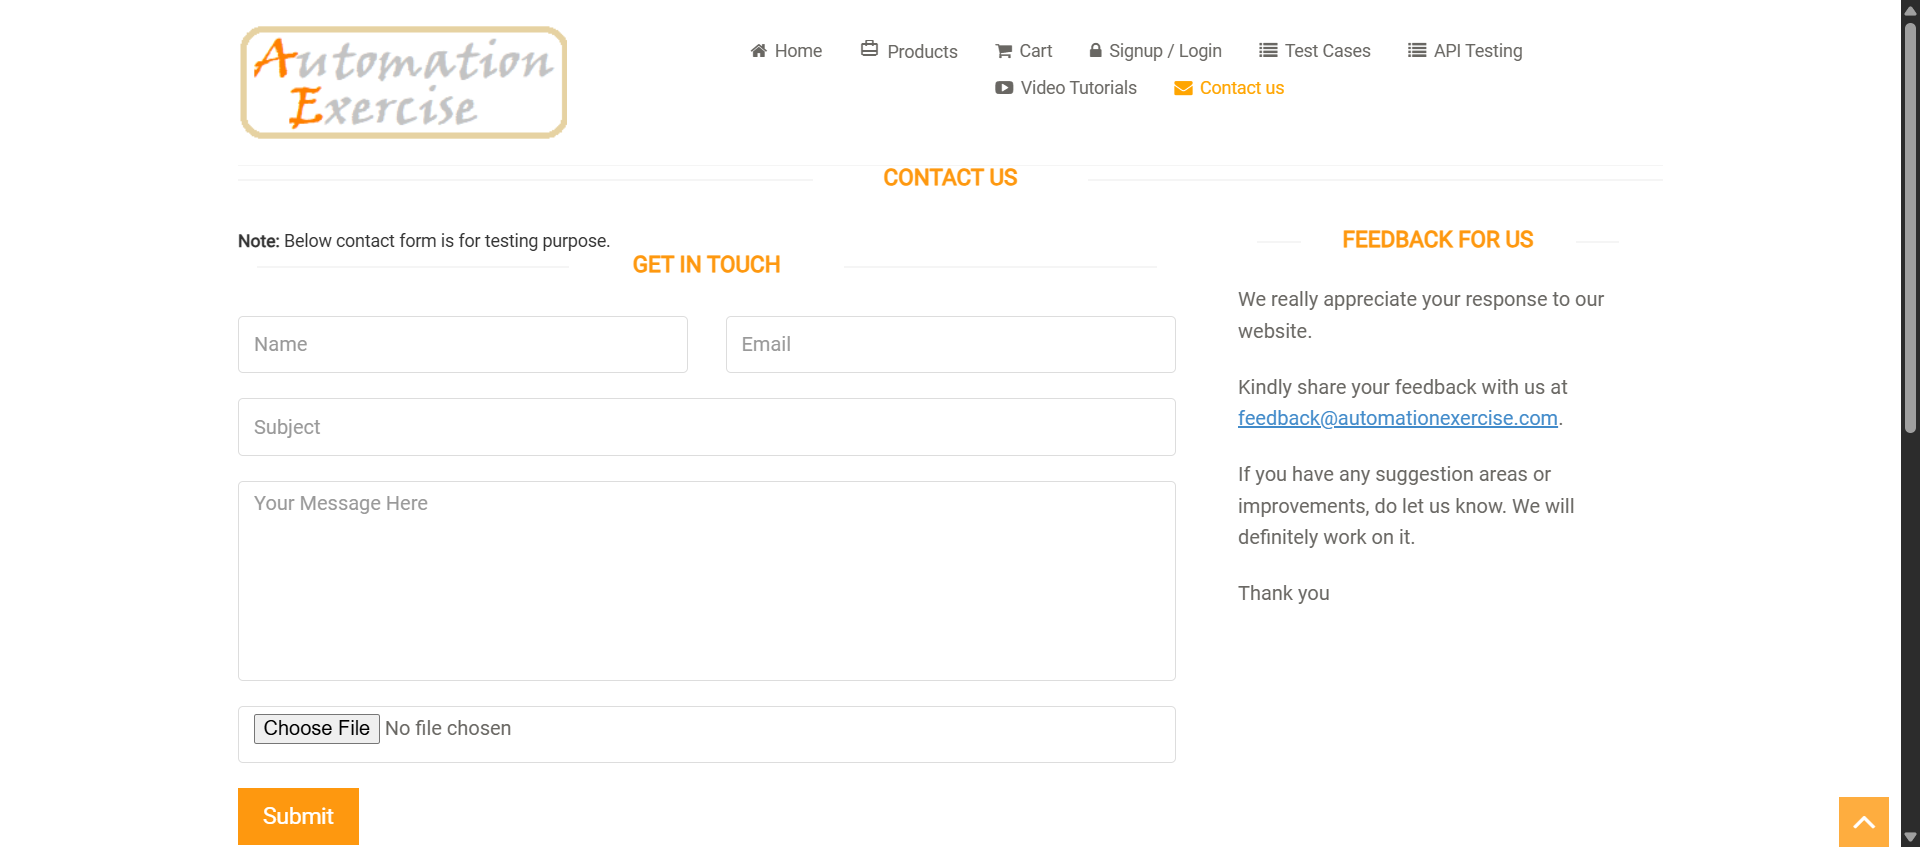 Automation
Exercise
Home
Products
Cart
Signup / Login
Test Cases
API Testing
Video Tutorials
Contact us
CONTACT US
Note: Below contact form is for testing purpose.
GET IN TOUCH
Name
Email
Subject
Your Message Here
Choose File No file chosen
Submit
FEEDBACK FOR US
We really appreciate your response to our
website.
Kindly share your feedback with us at
feedback@automationexercise.com.
If you have any suggestion areas or
improvements, do let us know. We will
definitely work on it.
Thank you